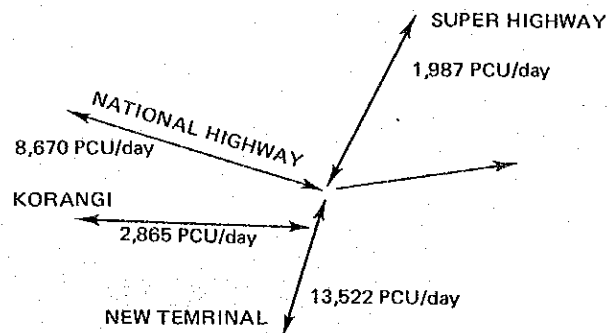 SUPER HIGHWAY
1,987 PCU/day
NATIONAL HIGHWAY
8,670 PCU/day
KORANGI
2,865 PCU/day
13,522 PCU/day
NEW TEMRINAL